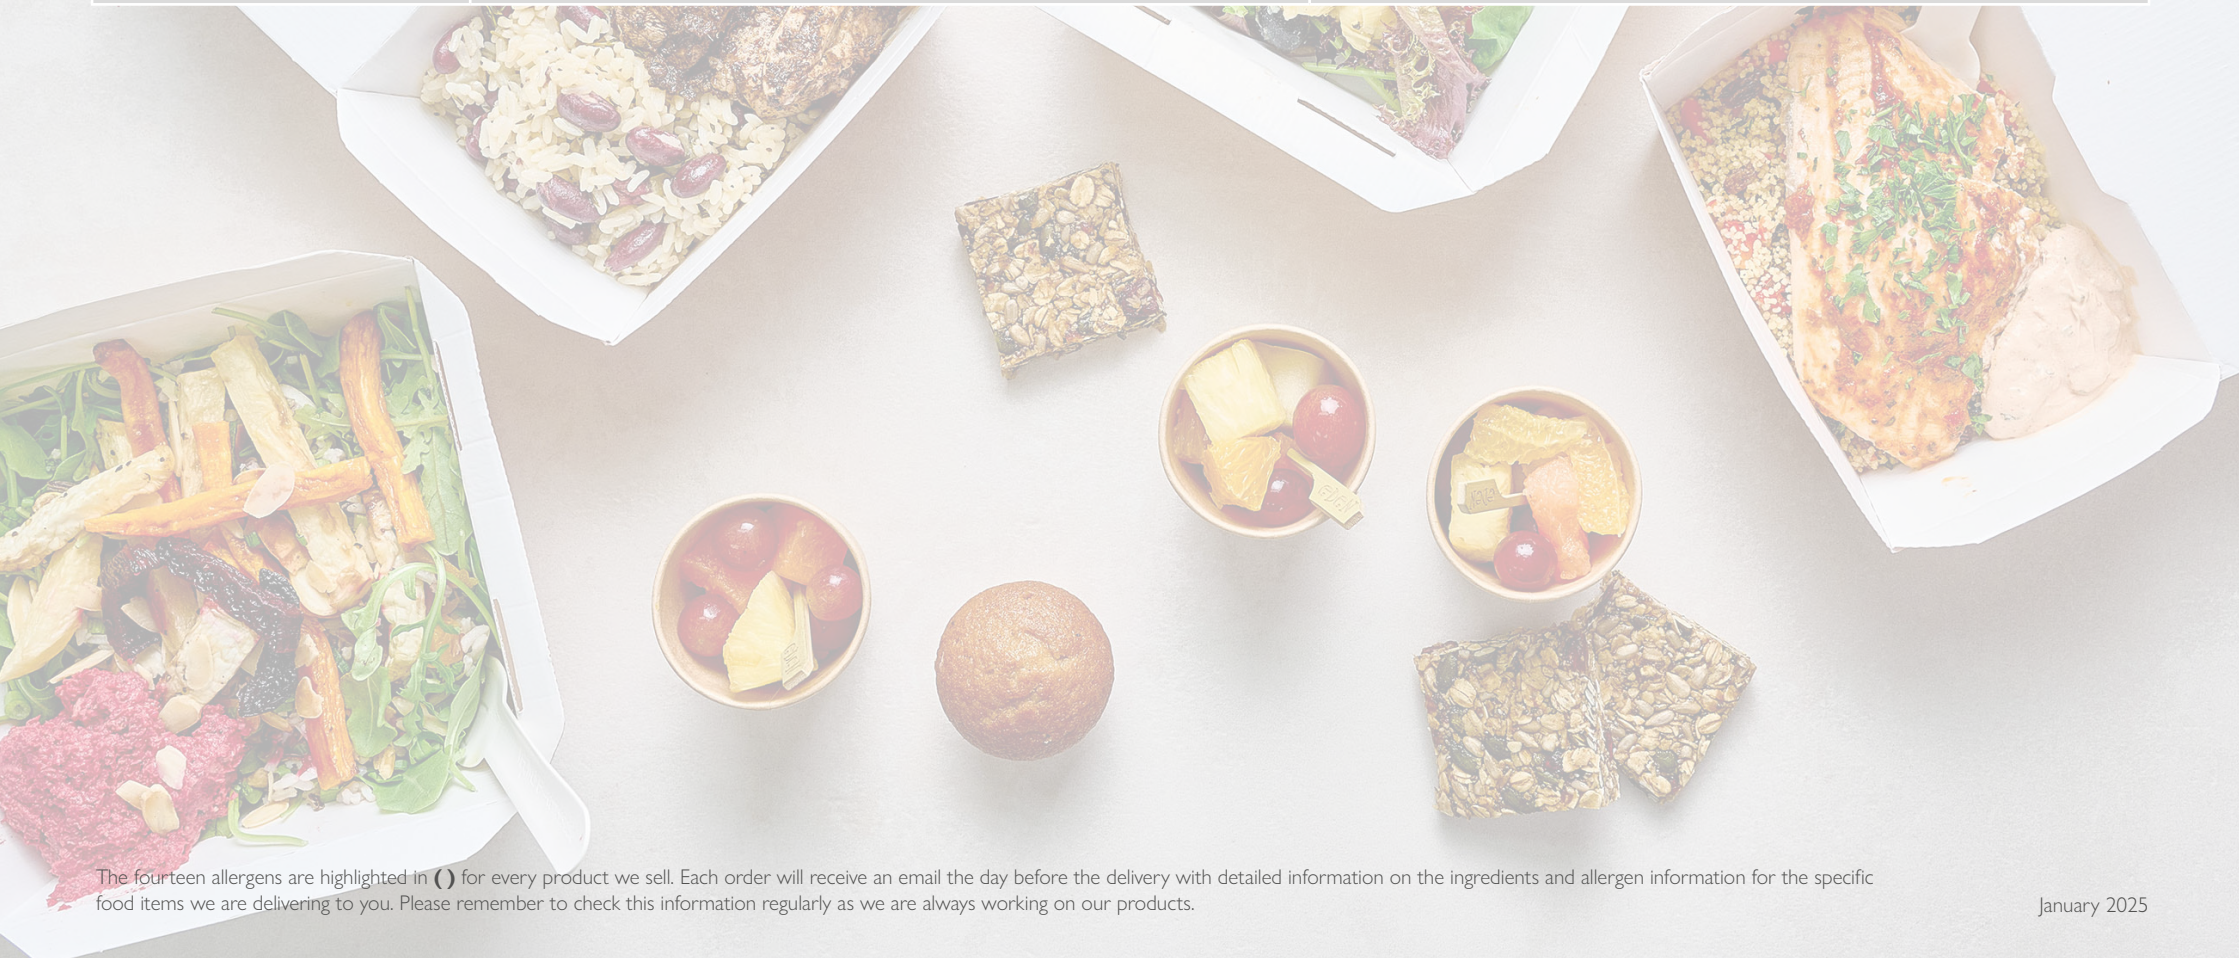 The fourteen allergens are highlighted in ( ) for every product we sell. Each order will receive an email the day before the delivery with detailed information on the ingredients and allergen information for the specific
food items we are delivering to you. Please remember to check this information regularly as we are always working on our products.
January 2025